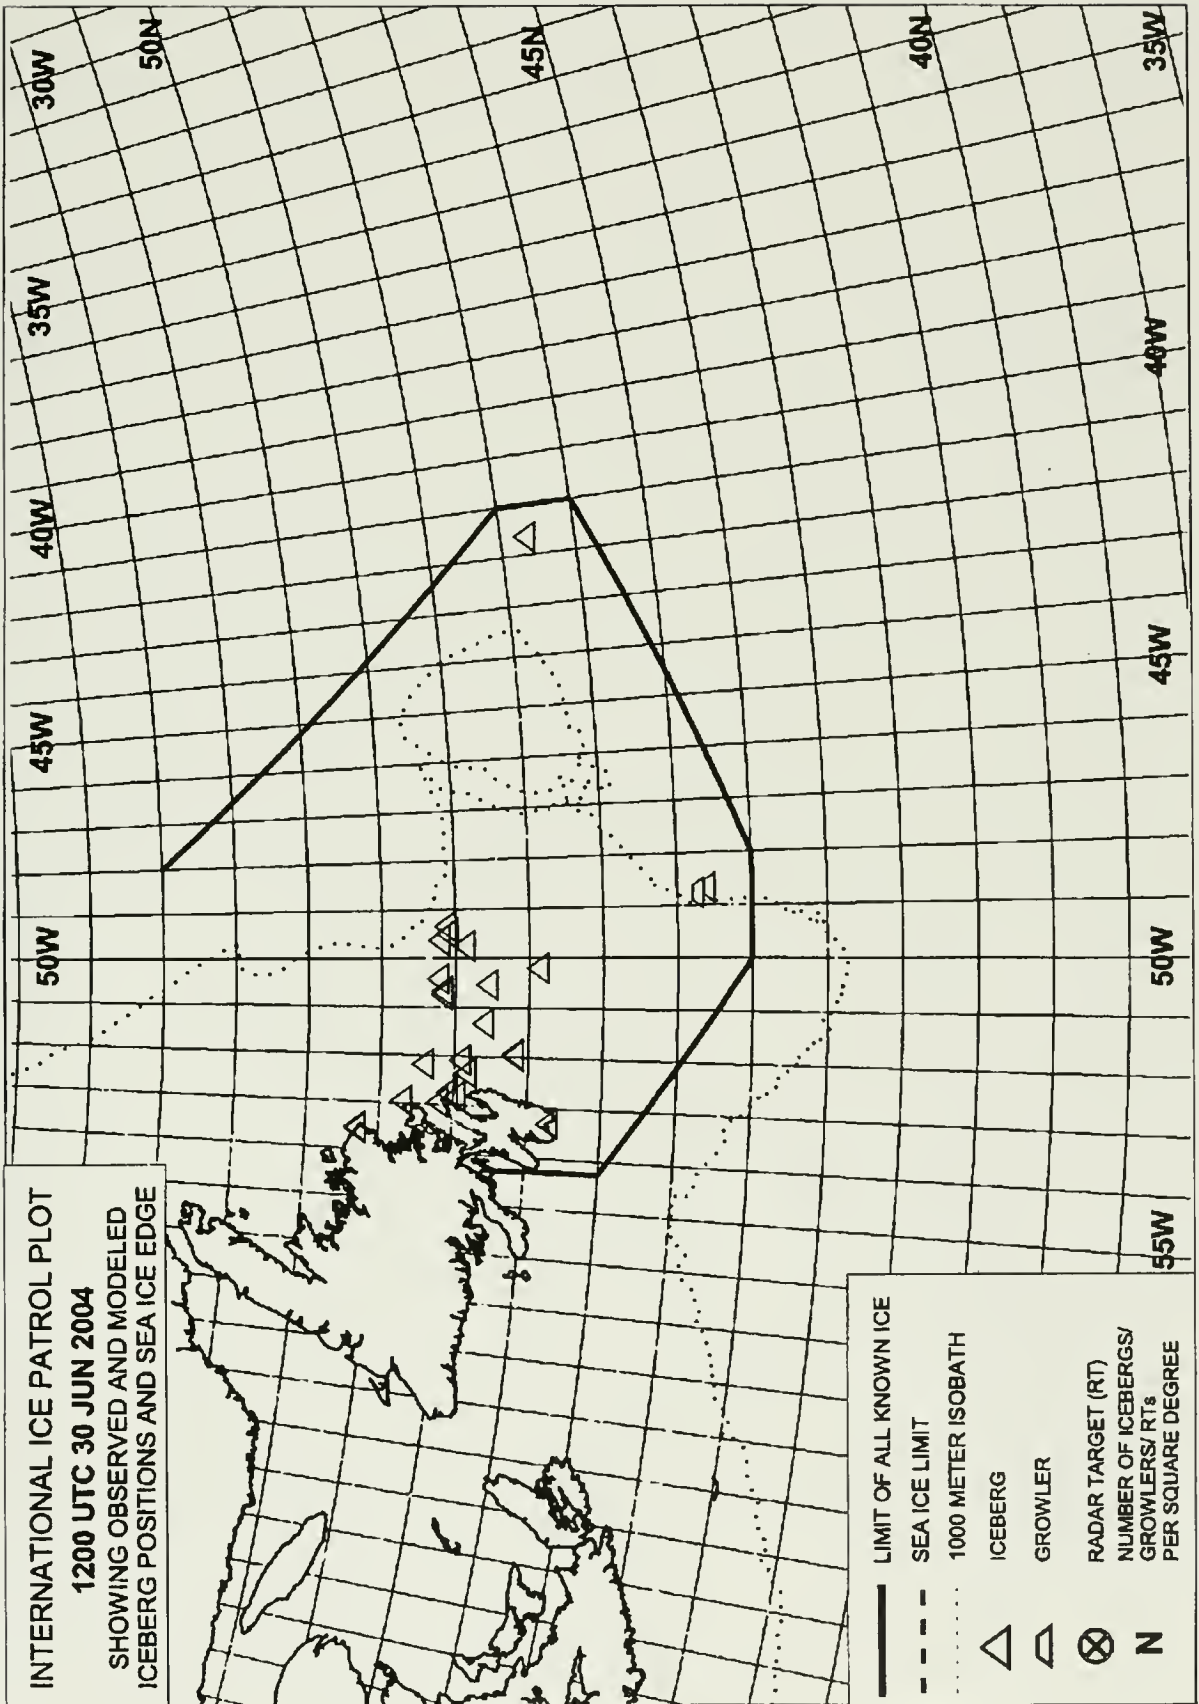 INTERNATIONAL ICE PATROL PLOT
1200 UTC 30 JUN 2004
SHOWING OBSERVED AND MODELED
ICEBERG POSITIONS AND SEA ICE EDGE
50W
45W
40W
35W
30W
50N
45N
40N
35W
40W
45W
50W
55W
LIMIT OF ALL KNOWN ICE
SEA ICE LIMIT
1000 METER ISOBATH
ICEBERG
GROWLER
RADAR TARGET (RT)
N NUMBER OF ICEBERGS/
GROWLERS/ RTs
PER SQUARE DEGREE